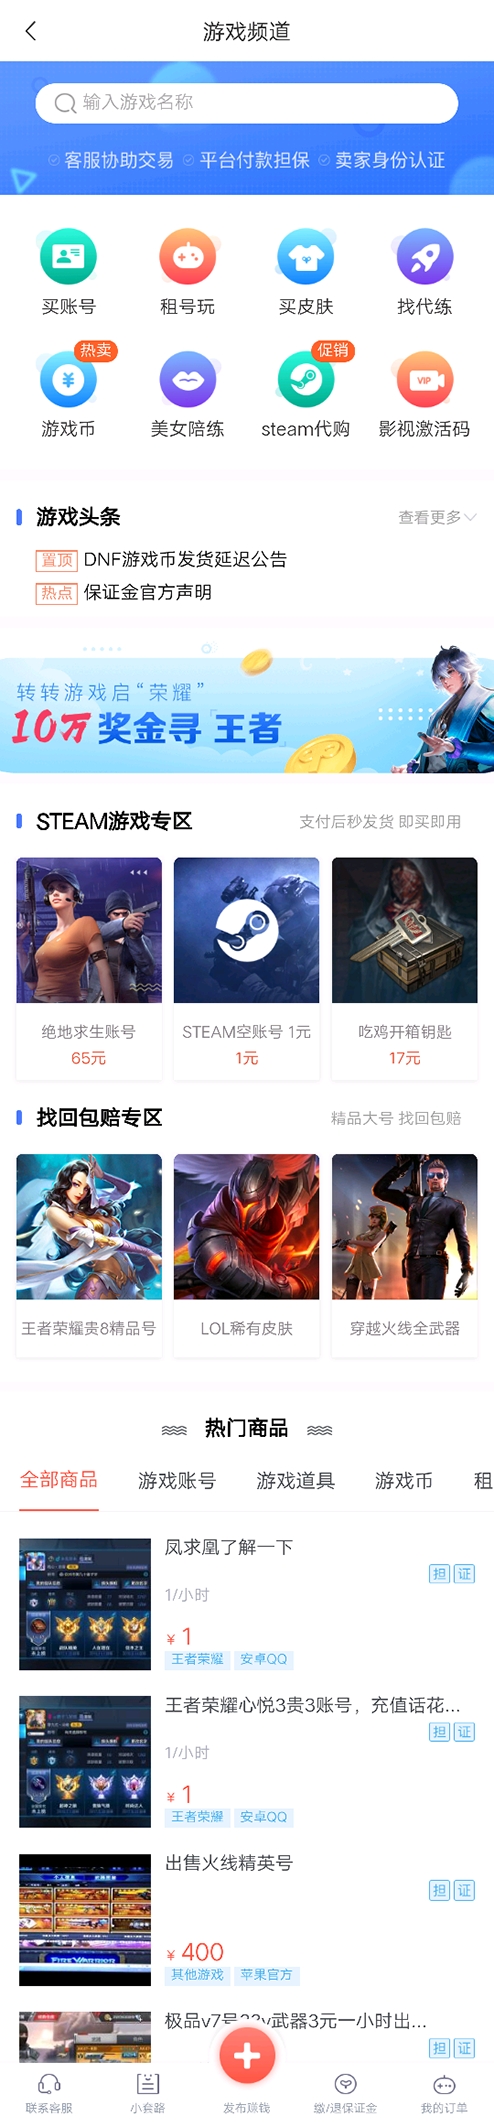 游戏频道
输入游戏名称
客服协助交易 平台付款担保 卖家身份认证
买账号 租号玩 买皮肤 找代练
热卖 促销
游戏币 美女陪练 steam代购 影视激活码
VIP
游戏头条 查看更多
置顶 DNF游戏币发货延迟公告
热点 保证金官方声明
转转游戏启“荣耀”
10万奖金寻「王者」
STEAM游戏专区 支付后秒发货 即买即用
绝地求生账号 STEAM空账号 1元 吃鸡开箱钥匙
65元 1元 17元
找回包赔专区 精品大号 找回包赔
王者荣耀贵8精品号 LOL稀有皮肤 穿越火线全武器
热门商品
全部商品 游戏账号 游戏道具 游戏币 租
凤求凰了解一下
担 证
1/小时
¥ 1
王者荣耀 安卓QQ
王者荣耀心悦3贵3账号，充值话花...
担 证
1/小时
¥ 1
王者荣耀 安卓QQ
出售火线精英号
担 证
¥ 400
其他游戏 苹果官方
极品v7号33v武器3元一小时出...
担 证
联系客服 小套路 发布赚钱 缴/退保证金 我的订单